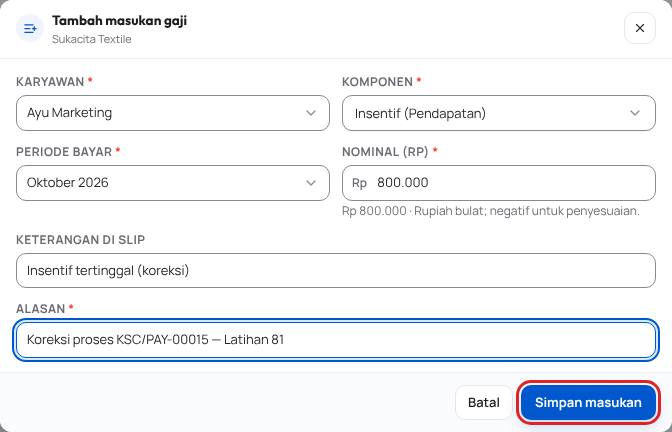 Tambah masukan gaji
Sukacita Textile
KARYAWAN *
KOMPONEN *
Ayu Marketing
Insentif (Pendapatan)
PERIODE BAYAR *
NOMINAL (RP) *
Oktober 2026
Rp 800.000
Rp 800.000 · Rupiah bulat; negatif untuk penyesuaian.
KETERANGAN DI SLIP
Insentif tertinggal (koreksi)
ALASAN *
Koreksi proses KSC/PAY-00015 — Latihan 81
Batal
Simpan masukan